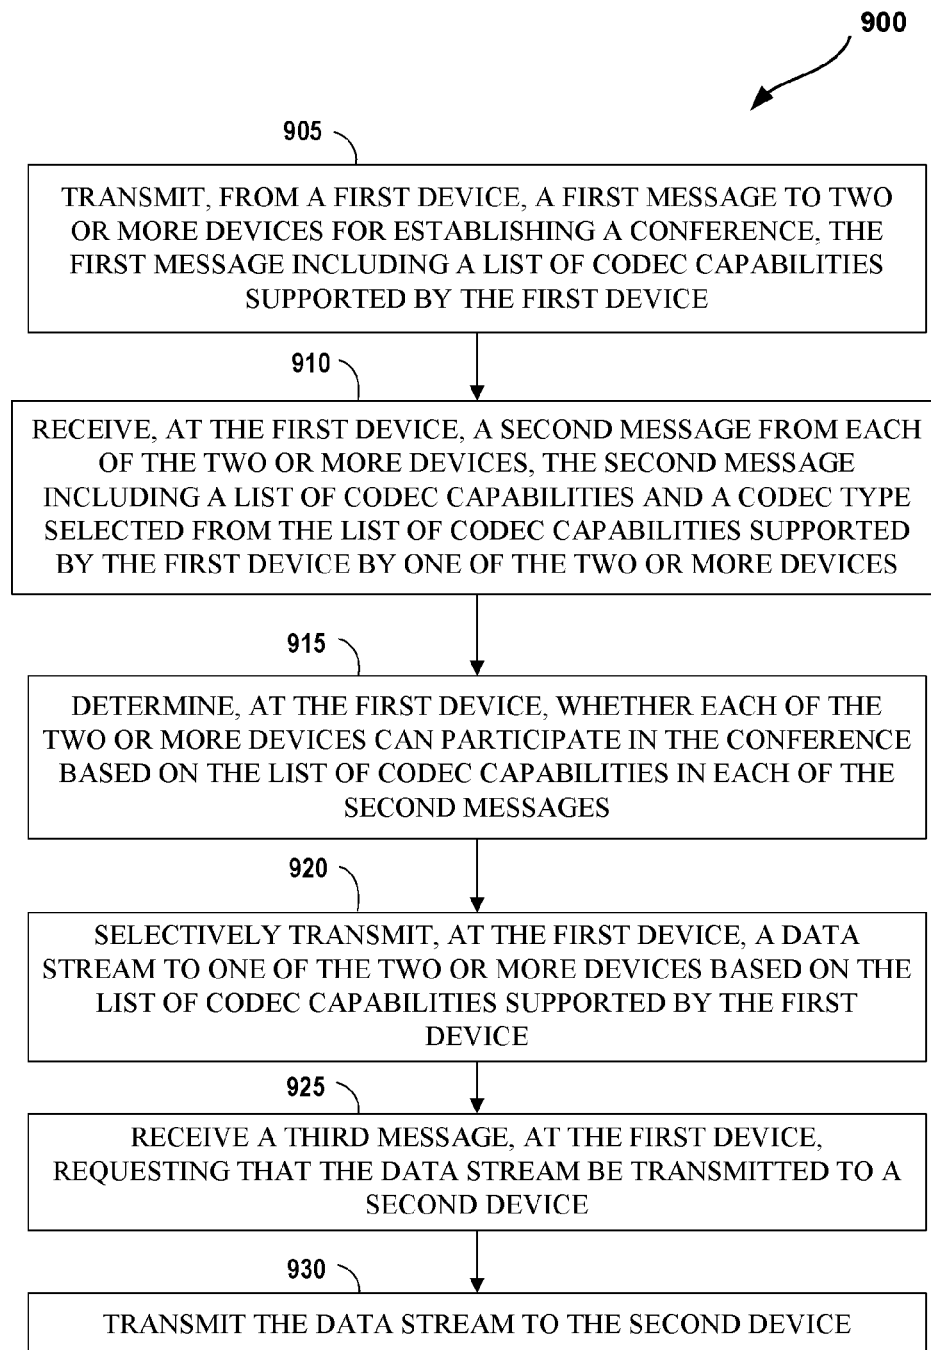 900
905
TRANSMIT, FROM A FIRST DEVICE, A FIRST MESSAGE TO TWO
OR MORE DEVICES FOR ESTABLISHING A CONFERENCE, THE
FIRST MESSAGE INCLUDING A LIST OF CODEC CAPABILITIES
SUPPORTED BY THE FIRST DEVICE
910
RECEIVE, AT THE FIRST DEVICE, A SECOND MESSAGE FROM EACH
OF THE TWO OR MORE DEVICES, THE SECOND MESSAGE
INCLUDING A LIST OF CODEC CAPABILITIES AND A CODEC TYPE
SELECTED FROM THE LIST OF CODEC CAPABILITIES SUPPORTED
BY THE FIRST DEVICE BY ONE OF THE TWO OR MORE DEVICES
915
DETERMINE, AT THE FIRST DEVICE, WHETHER EACH OF THE
TWO OR MORE DEVICES CAN PARTICIPATE IN THE CONFERENCE
BASED ON THE LIST OF CODEC CAPABILITIES IN EACH OF THE
SECOND MESSAGES
920
SELECTIVELY TRANSMIT, AT THE FIRST DEVICE, A DATA
STREAM TO ONE OF THE TWO OR MORE DEVICES BASED ON THE
LIST OF CODEC CAPABILITIES SUPPORTED BY THE FIRST
DEVICE
925
RECEIVE A THIRD MESSAGE, AT THE FIRST DEVICE,
REQUESTING THAT THE DATA STREAM BE TRANSMITTED TO A
SECOND DEVICE
930
TRANSMIT THE DATA STREAM TO THE SECOND DEVICE